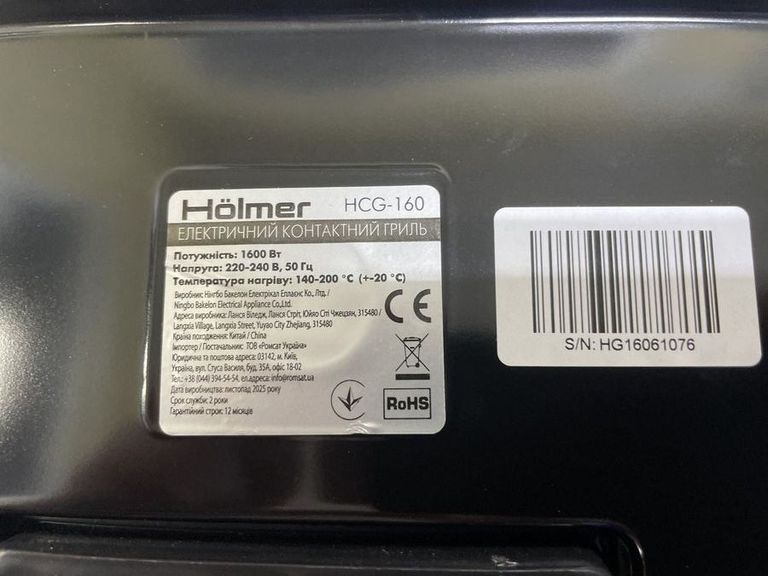 Hölmer HCG-160
ЕЛЕКТРИЧНИЙ КОНТАКТНИЙ ГРИЛЬ
Потужність: 1600 Вт
Напруга: 220-240 В, 50 Гц
Температура нагріву: 140-200 °C (+-20 °C)
Виробник: Нінгбо Бакелон Електрікал Еплаєнс Ко., Лтд. /
Ningbo Bakelon Electrical Appliance Co.,Ltd.
Адреса виробника: Ланся Віледж, Ланся Стріт, Юйяо Сіті Чжецзян, 315480 /
Langxia Village, Langxia Street, Yuyao City Zhejiang, 315480
Країна походження: Китай / China
Імпортер / Постачальник: ТОВ «Ромсат Україна»
Юридична та поштова адреса: 03142, м. Київ,
Україна, вул. Стуса Василя, буд. 35А, офіс 18-02
Тел.: +38 (044) 394-54-54, ел.адреса: info@romsat.ua
Дата виробництва: листопад 2025 року
Срок служби: 2 роки
Гарантійний строк: 12 місяців
CE
RoHS
S/N: HG16061076